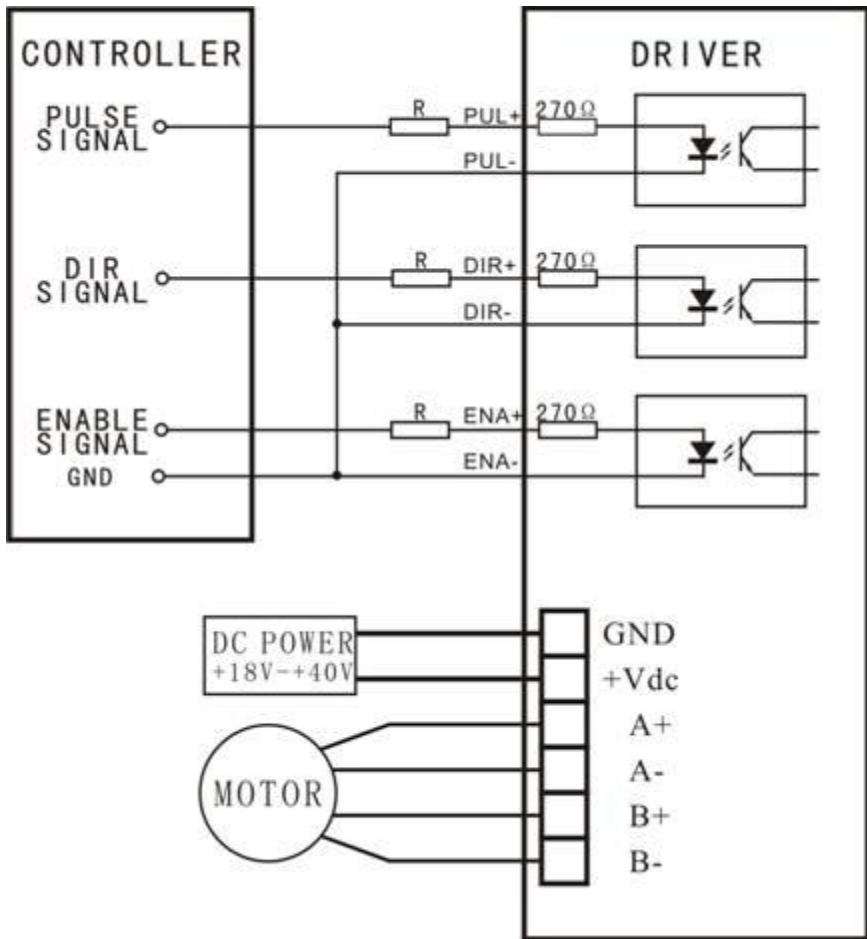 CONTROLLER
DRIVER
PULSE
SIGNAL
R
PUL+
270Ω
PUL-
DIR
SIGNAL
R
DIR+
270Ω
DIR-
ENABLE
SIGNAL
R
ENA+
270Ω
ENA-
GND
DC POWER
+18V-+40V
GND
+Vdc
A+
A-
B+
B-
MOTOR